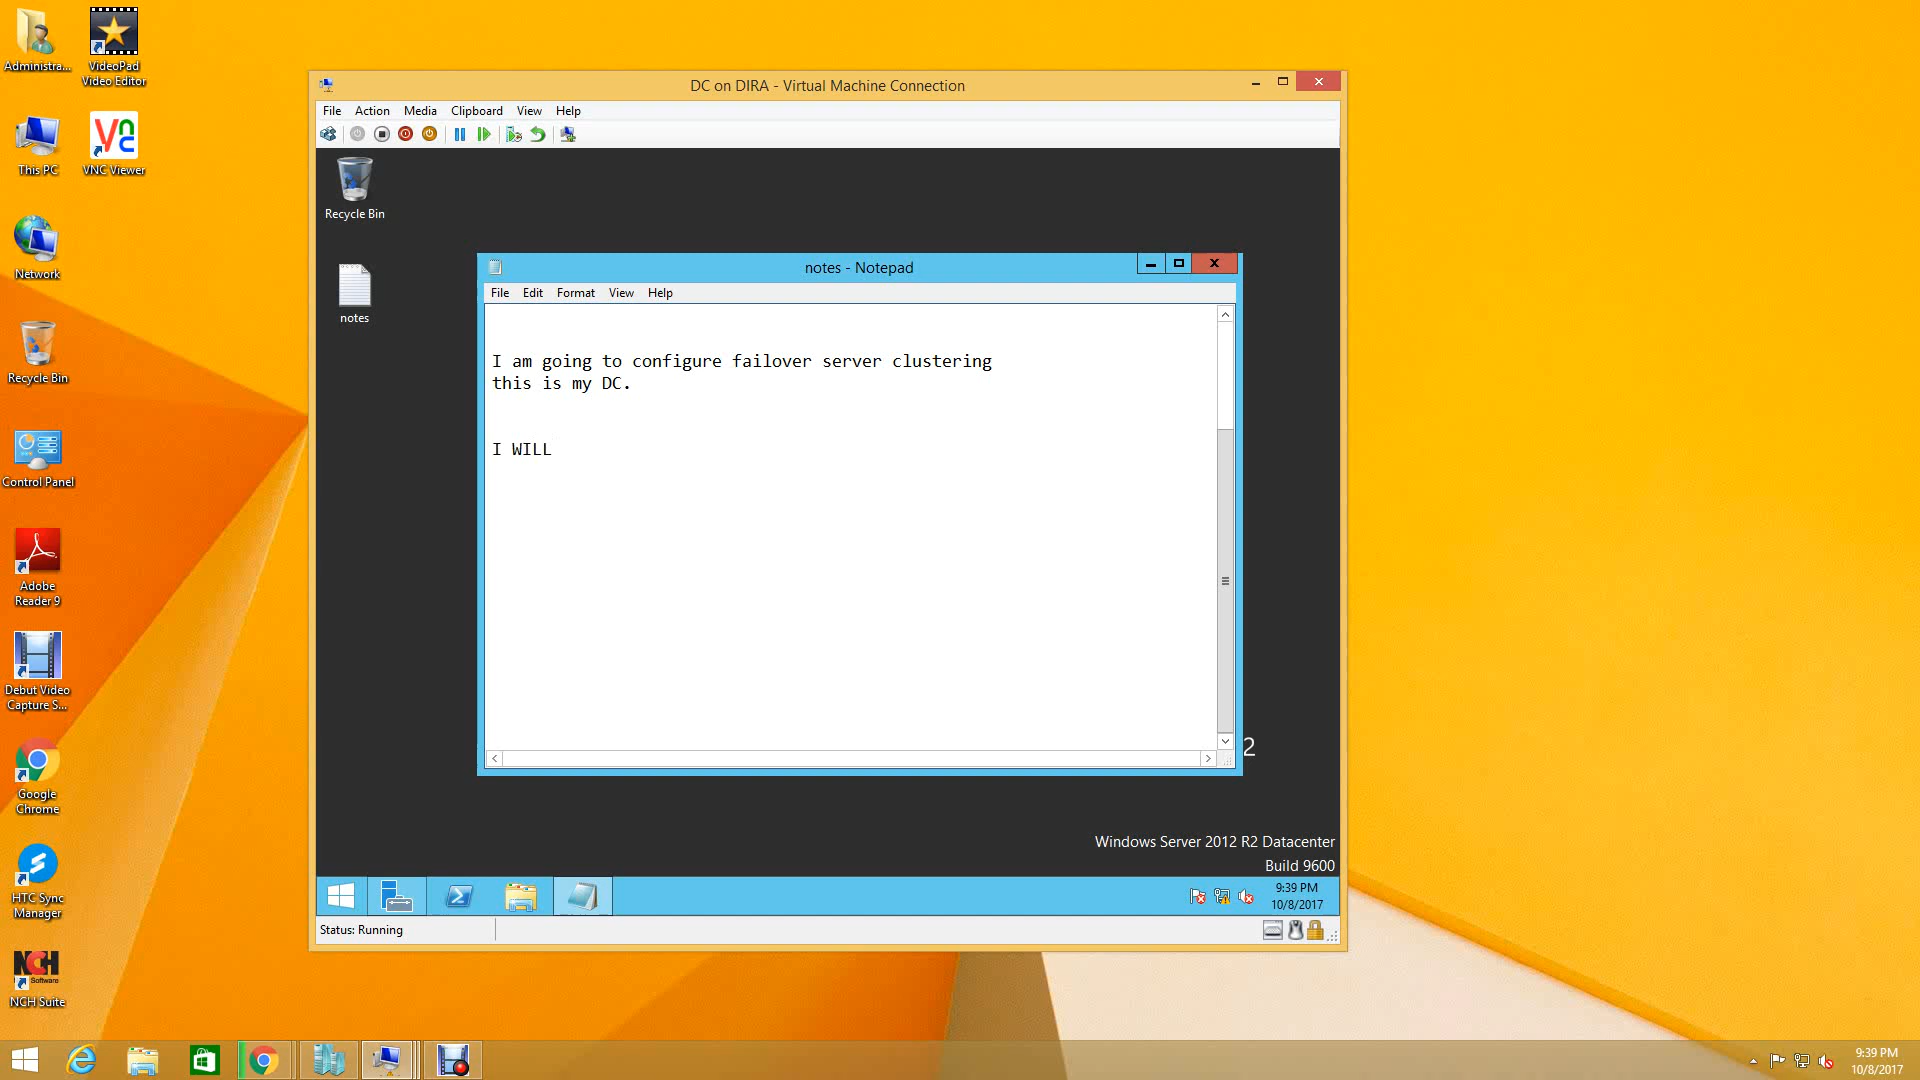 Administra...
VideoPad
Video Editor
This PC
VNC Viewer
Network
Recycle Bin
Control Panel
Adobe
Reader 9
Debut Video
Capture S...
Google
Chrome
HTC Sync
Manager
NCH Software
NCH Suite
DC on DIRA - Virtual Machine Connection
File Action Media Clipboard View Help
Recycle Bin
notes
notes - Notepad
File Edit Format View Help
I am going to configure failover server clustering
this is my DC.
I WILL
2
Windows Server 2012 R2 Datacenter
Build 9600
9:39 PM
10/8/2017
Status: Running
9:39 PM
10/8/2017